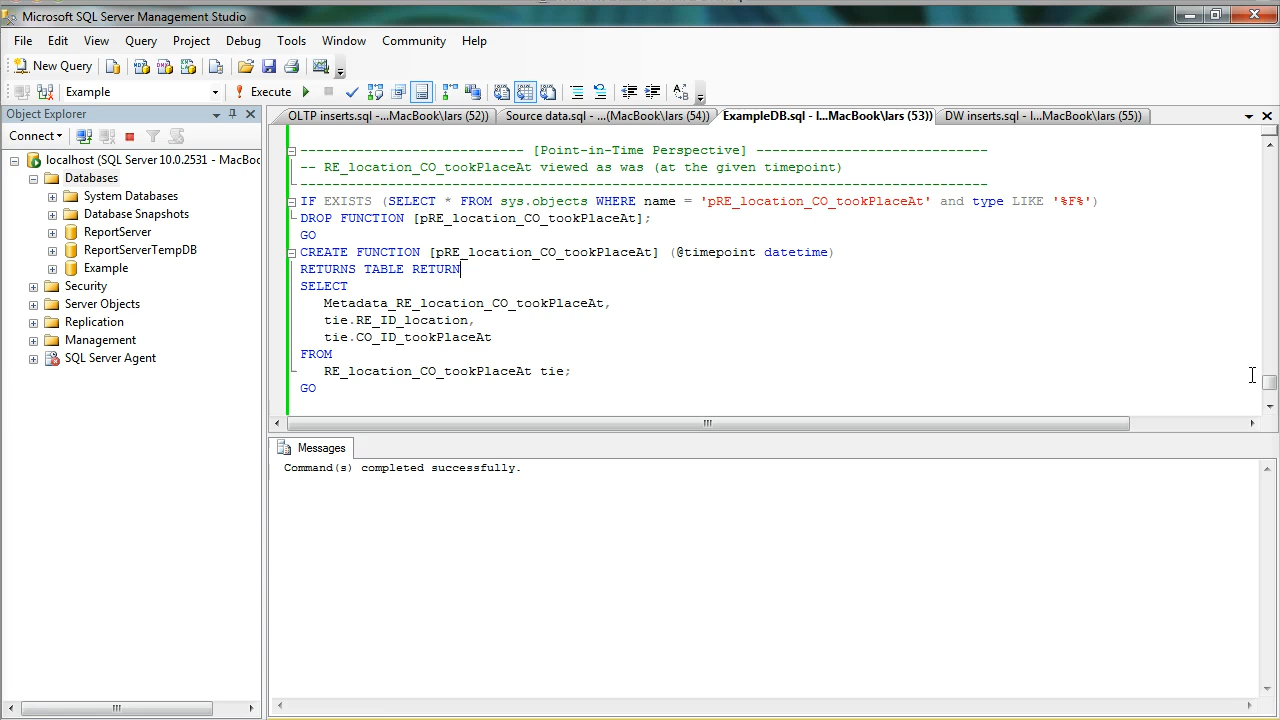 Microsoft SQL Server Management Studio
File Edit View Query Project Debug Tools Window Community Help
New Query
Example Execute
Object Explorer
OLTP inserts.sql -...MacBook\lars (52)) Source data.sql - ...(MacBook\lars (54)) ExampleDB.sql - l...MacBook\lars (53)) DW inserts.sql - l...MacBook\lars (55))
Connect
localhost (SQL Server 10.0.2531 - MacBo
Databases
System Databases
Database Snapshots
ReportServer
ReportServerTempDB
Example
Security
Server Objects
Replication
Management
SQL Server Agent
---------------------------- [Point-in-Time Perspective] -----------------------------
-- RE_location_CO_tookPlaceAt viewed as was (at the given timepoint)
--------------------------------------------------------------------------------------
IF EXISTS (SELECT * FROM sys.objects WHERE name = 'pRE_location_CO_tookPlaceAt' and type LIKE '%F%')
DROP FUNCTION [pRE_location_CO_tookPlaceAt];
GO
CREATE FUNCTION [pRE_location_CO_tookPlaceAt] (@timepoint datetime)
RETURNS TABLE RETURN
SELECT
Metadata_RE_location_CO_tookPlaceAt,
tie.RE_ID_location,
tie.CO_ID_tookPlaceAt
FROM
RE_location_CO_tookPlaceAt tie;
GO
Messages
Command(s) completed successfully.